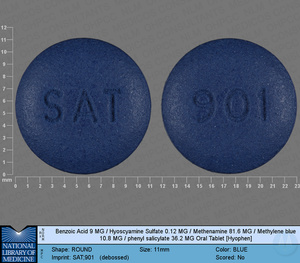 SAT
901
mm
NATIONAL
LIBRARY OF
MEDICINE
Benzoic Acid 9 MG / Hyoscyamine Sulfate 0.12 MG / Methenamine 81.6 MG / Methylene blue
10.8 MG / phenyl salicylate 36.2 MG Oral Tablet [Hyophen]
Shape: ROUND
Size: 11mm
Color: BLUE
Imprint: SAT;901 (debossed)
Scored: No